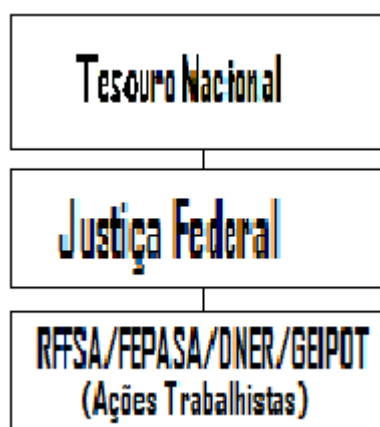 Tesouro Nacional
Justiça Federal
RFFSA/FEPASA/DNER/GEIPOT
(Ações Trabalhistas)